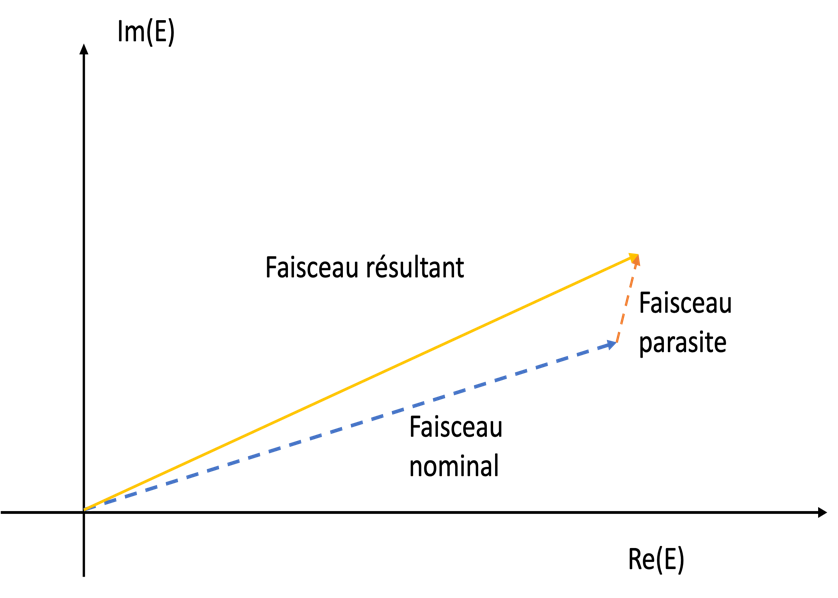 Im(E)
Faisceau résultant
Faisceau
parasite
Faisceau
nominal
Re(E)